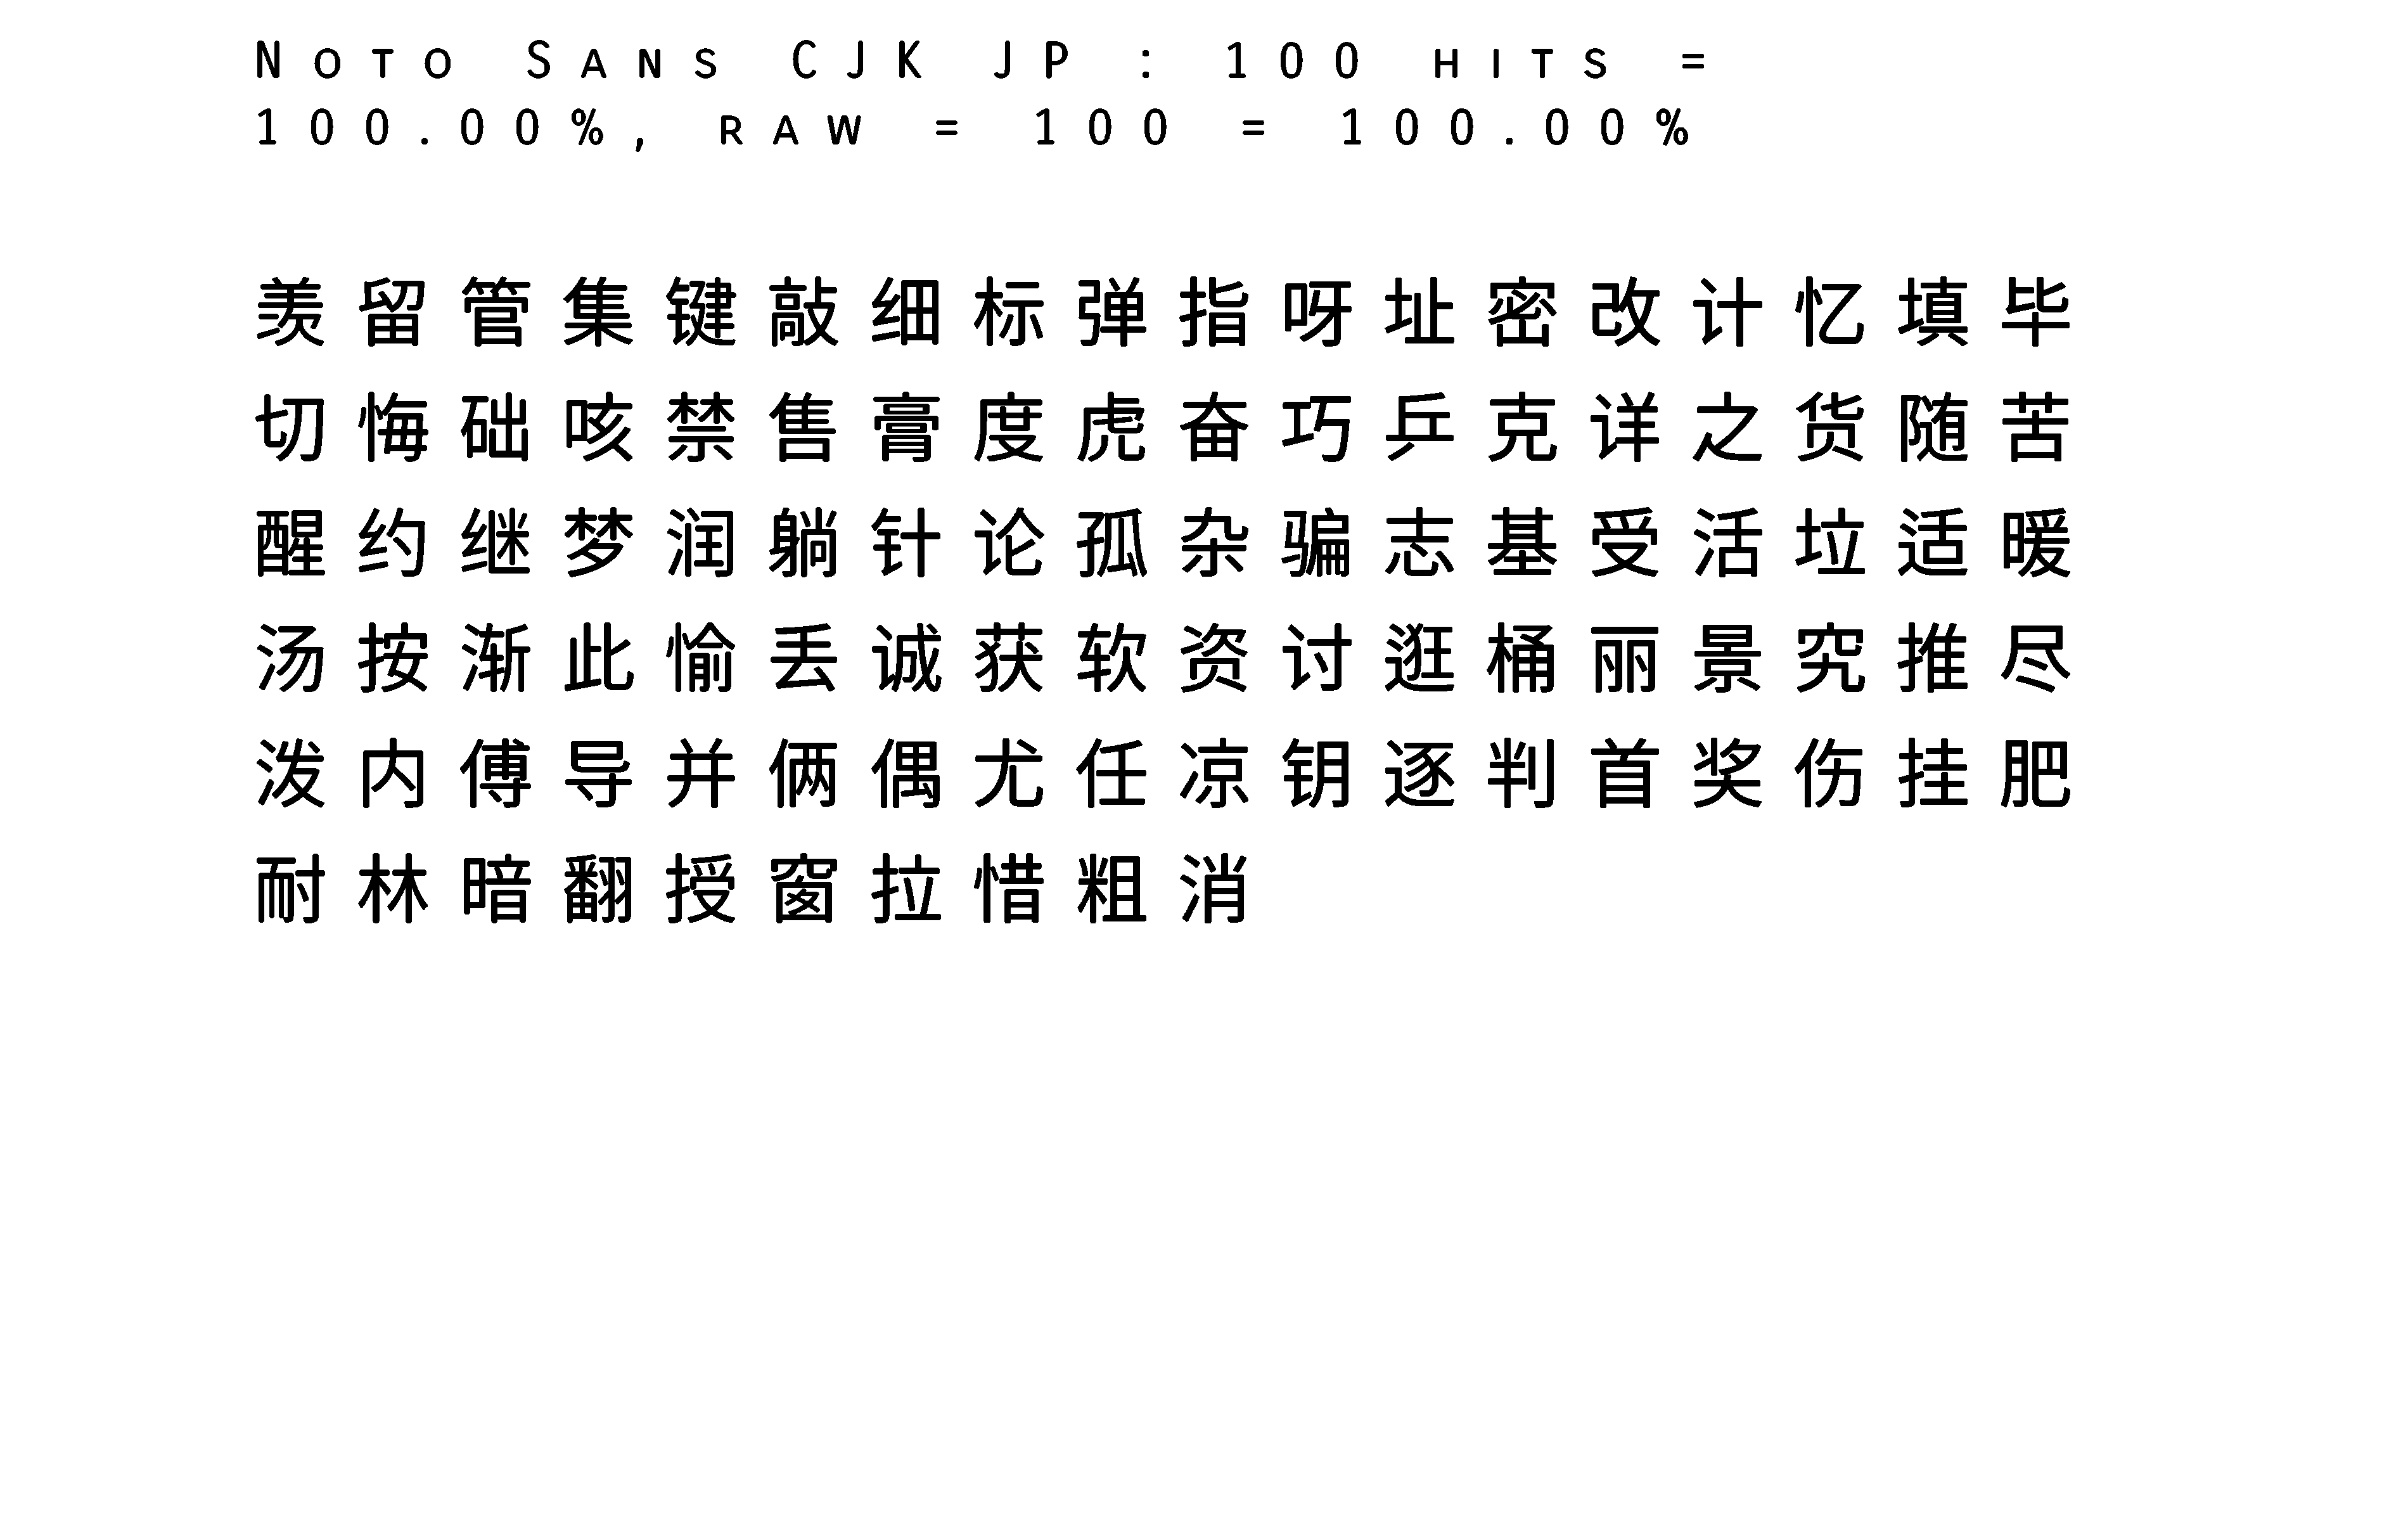 Noto Sans CJK JP : 100 hits =
100.00%, raw = 100 = 100.00%
羡留管集键敲细标弹指呀址密改计忆填毕
切悔础咳禁售膏度虎奋巧乒克详之货随苦
醒约继梦润躺针论孤杂骗志基受活垃适暖
汤按渐此愉丢诚获软资讨逛桶丽景究推尽
泼内傅导并俩偶尤任凉钥逐判首奖伤挂肥
耐林暗翻授窗拉惜粗消